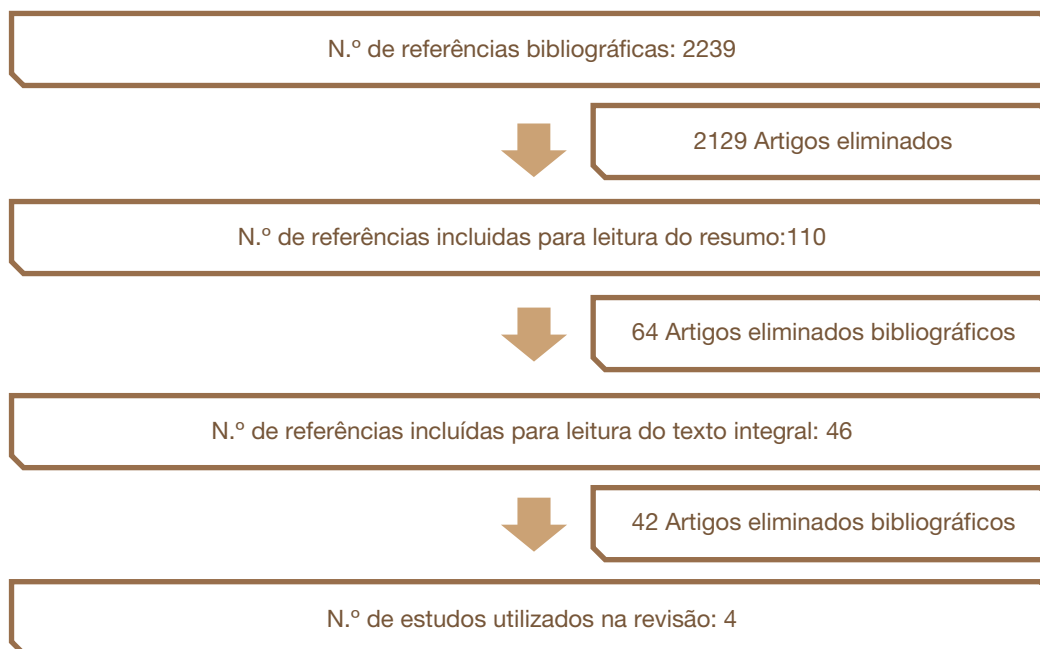 N.º de referências bibliográficas: 2239
2129 Artigos eliminados
N.º de referências incluidas para leitura do resumo:110
64 Artigos eliminados bibliográficos
N.º de referências incluídas para leitura do texto integral: 46
42 Artigos eliminados bibliográficos
N.º de estudos utilizados na revisão: 4